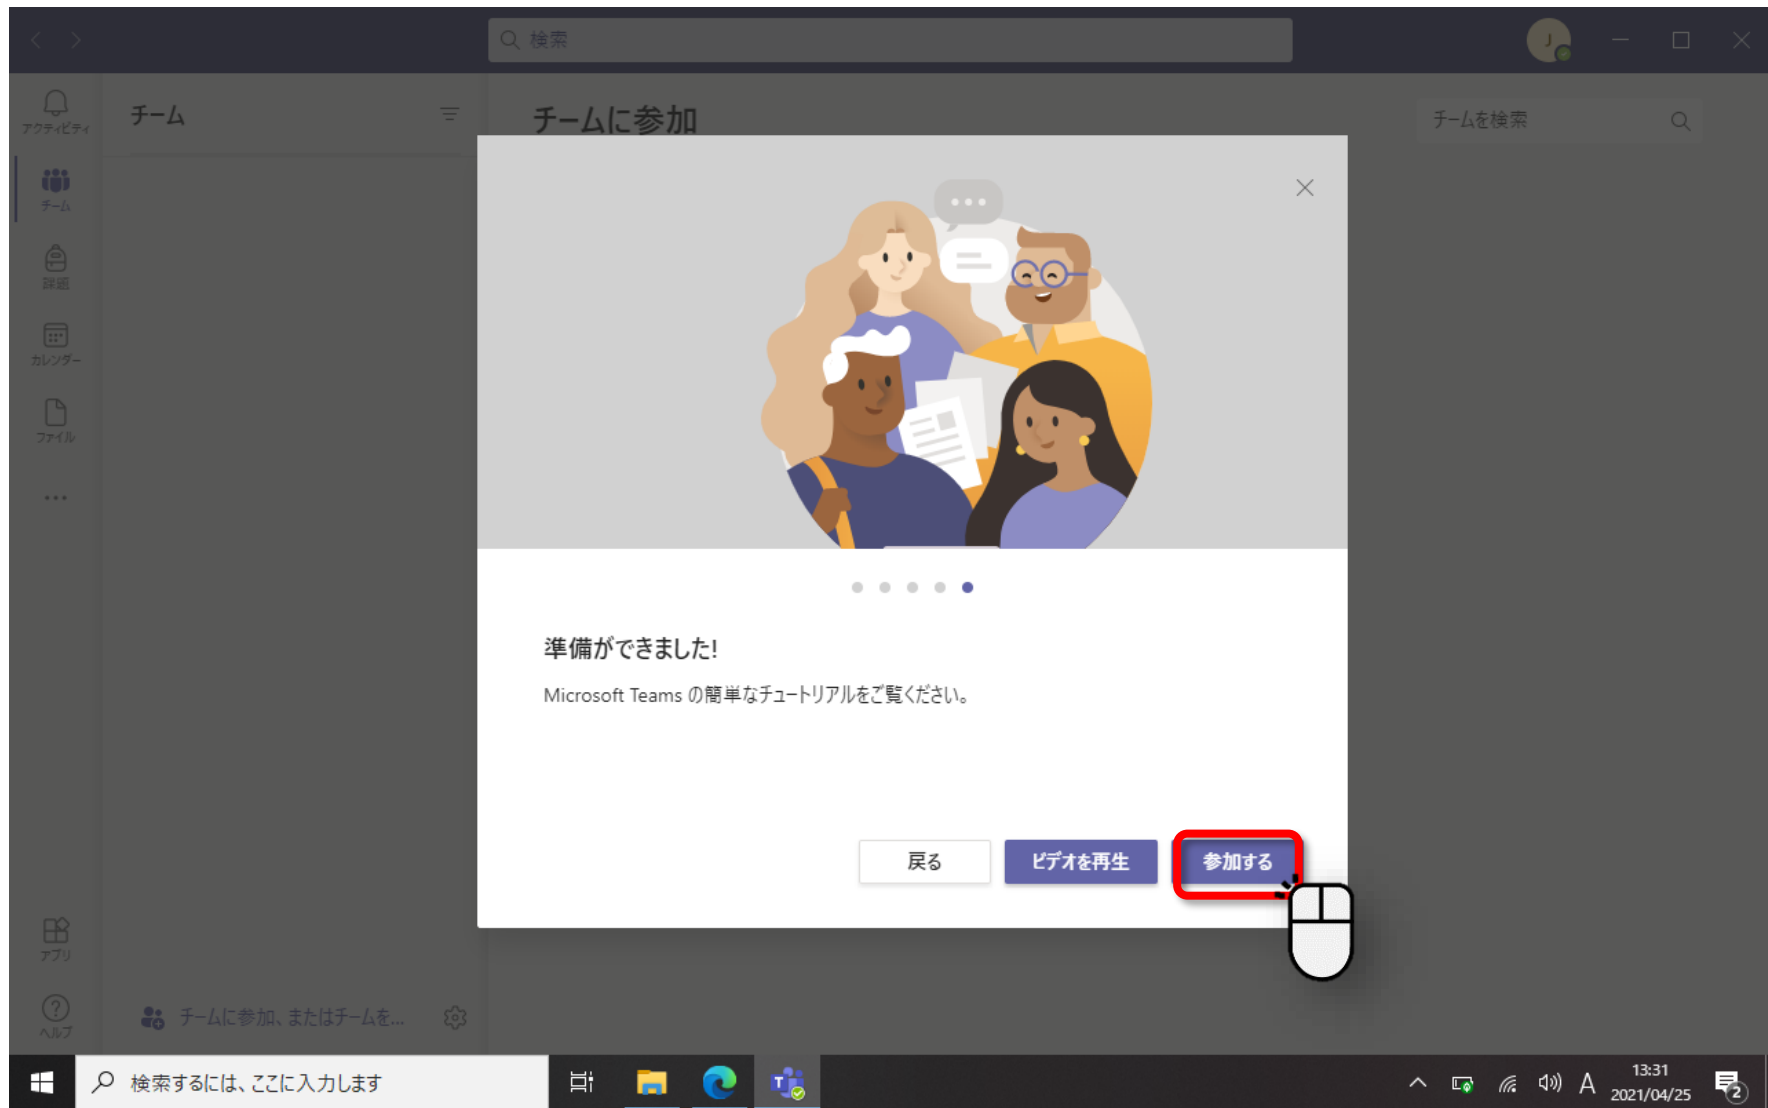 検索
J
アクティビティ
チーム
課題
カレンダー
ファイル
アプリ
ヘルプ
チーム
チームに参加、またはチームを...
チームに参加
チームを検索
準備ができました!
Microsoft Teams の簡単なチュートリアルをご覧ください。
戻る
ビデオを再生
参加する
検索するには、ここに入力します
T
A
13:31
2021/04/25
2